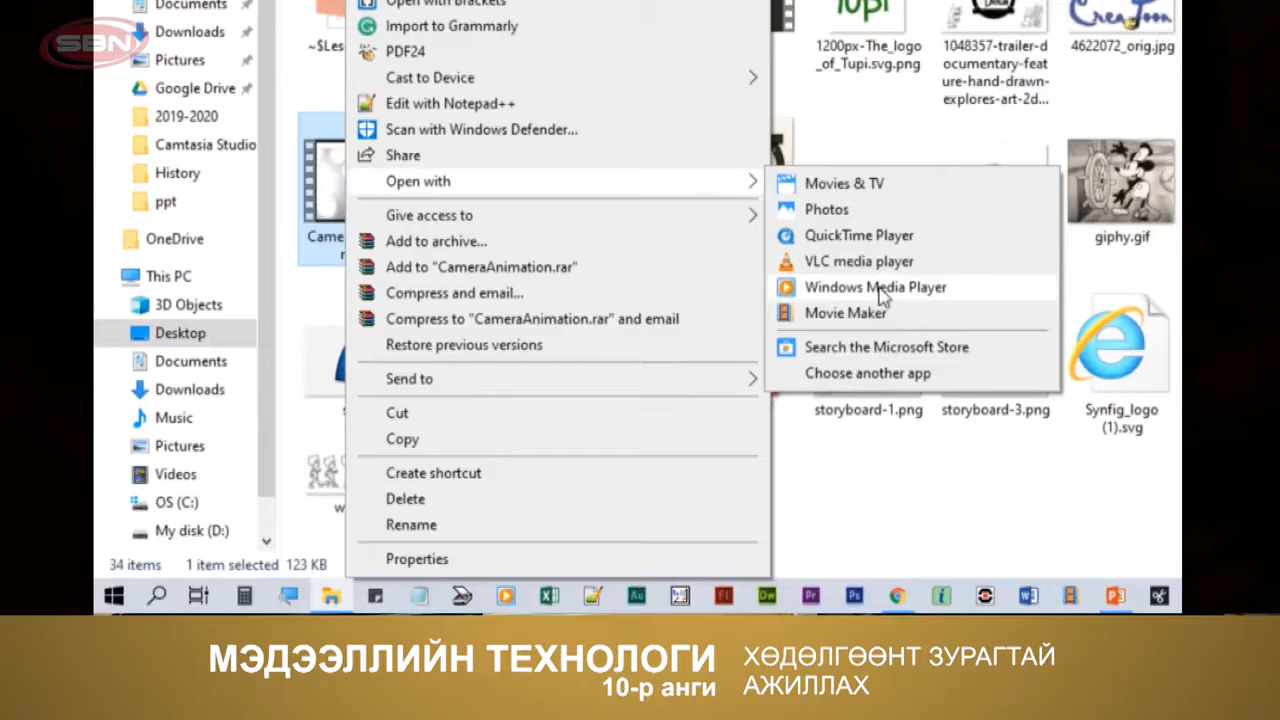 SBN
Documents
Downloads
Pictures
Google Drive
2019-2020
Camtasia Studio
History
ppt
OneDrive
This PC
3D Objects
Desktop
Documents
Downloads
Music
Pictures
Videos
OS (C:)
My disk (D:)
34 items 1 item selected 123 KB
~$Les
Came
Open with Brackets
Import to Grammarly
PDF24
Cast to Device
Edit with Notepad++
Scan with Windows Defender...
Share
Open with
Give access to
Add to archive...
Add to "CameraAnimation.rar"
Compress and email...
Compress to "CameraAnimation.rar" and email
Restore previous versions
Send to
Cut
Copy
Create shortcut
Delete
Rename
Properties
Movies & TV
Photos
QuickTime Player
VLC media player
Windows Media Player
Movie Maker
Search the Microsoft Store
Choose another app
Tupi
CreaToon
1200px-The_logo
_of_Tupi.svg.png
1048357-trailer-d
ocumentary-feat
ure-hand-drawn-
explores-art-2d...
4622072_orig.jpg
giphy.gif
storyboard-1.png
storyboard-3.png
Synfig_logo
(1).svg
МЭДЭЭЛЛИЙН ТЕХНОЛОГИ
10-р анги
ХӨДӨЛГӨӨНТ ЗУРАГТАЙ
АЖИЛЛАХ